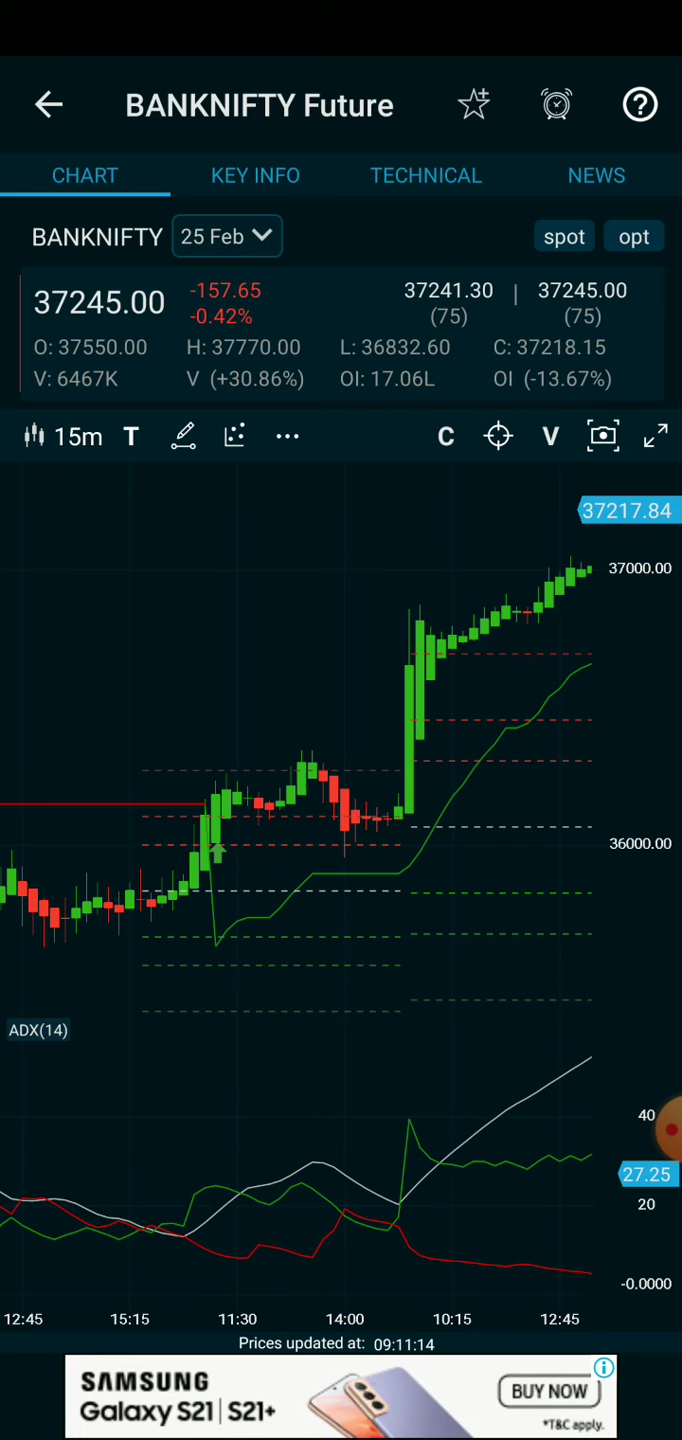 BANKNIFTY Future
CHART KEY INFO TECHNICAL NEWS
BANKNIFTY 25 Feb spot opt
37245.00 -157.65 37241.30 | 37245.00
-0.42% (75) (75)
O: 37550.00 H: 37770.00 L: 36832.60 C: 37218.15
V: 6467K V (+30.86%) OI: 17.06L OI (-13.67%)
15m T C V
37217.84
37000.00
36000.00
ADX(14)
40
27.25
20
-0.0000
12:45 15:15 11:30 14:00 10:15 12:45
Prices updated at: 09:11:14
SAMSUNG
Galaxy S21 | S21+
BUY NOW
*T&C apply.